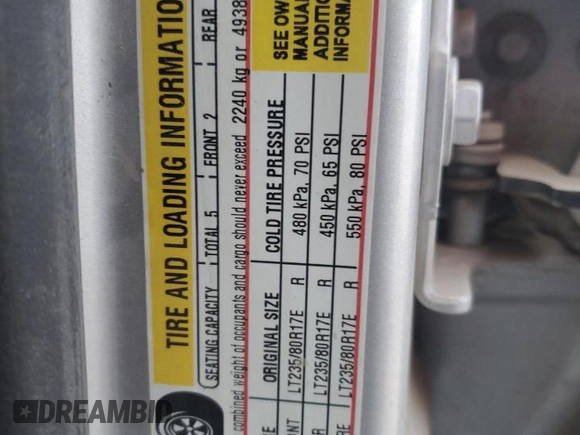 TIRE AND LOADING INFORMATIO
SEATING CAPACITY TOTAL 5 FRONT 2 REAR
combined weight of occupants and cargo should never exceed 2240 kg or 4938
ORIGINAL SIZE COLD TIRE PRESSURE
SEE OW
MANUAL
ADDITIO
INFORMA
LT235/80R17E R 480 kPa, 70 PSI
LT235/80R17E R 450 kPa, 65 PSI
LT235/80R17E R 550 kPa, 80 PSI
DREAMBID